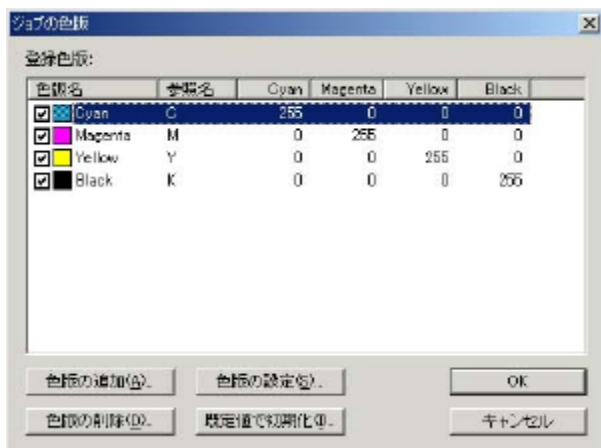 ジョブの色版
登録色版:
色版名 参照名 Cyan Magenta Yellow Black
Cyan C 255 0 0 0
Magenta M 0 255 0 0
Yellow Y 0 0 255 0
Black K 0 0 0 255
色版の追加(A)... 色版の設定(S)... OK
色版の削除(D)... 既定値で初期化(I)... キャンセル